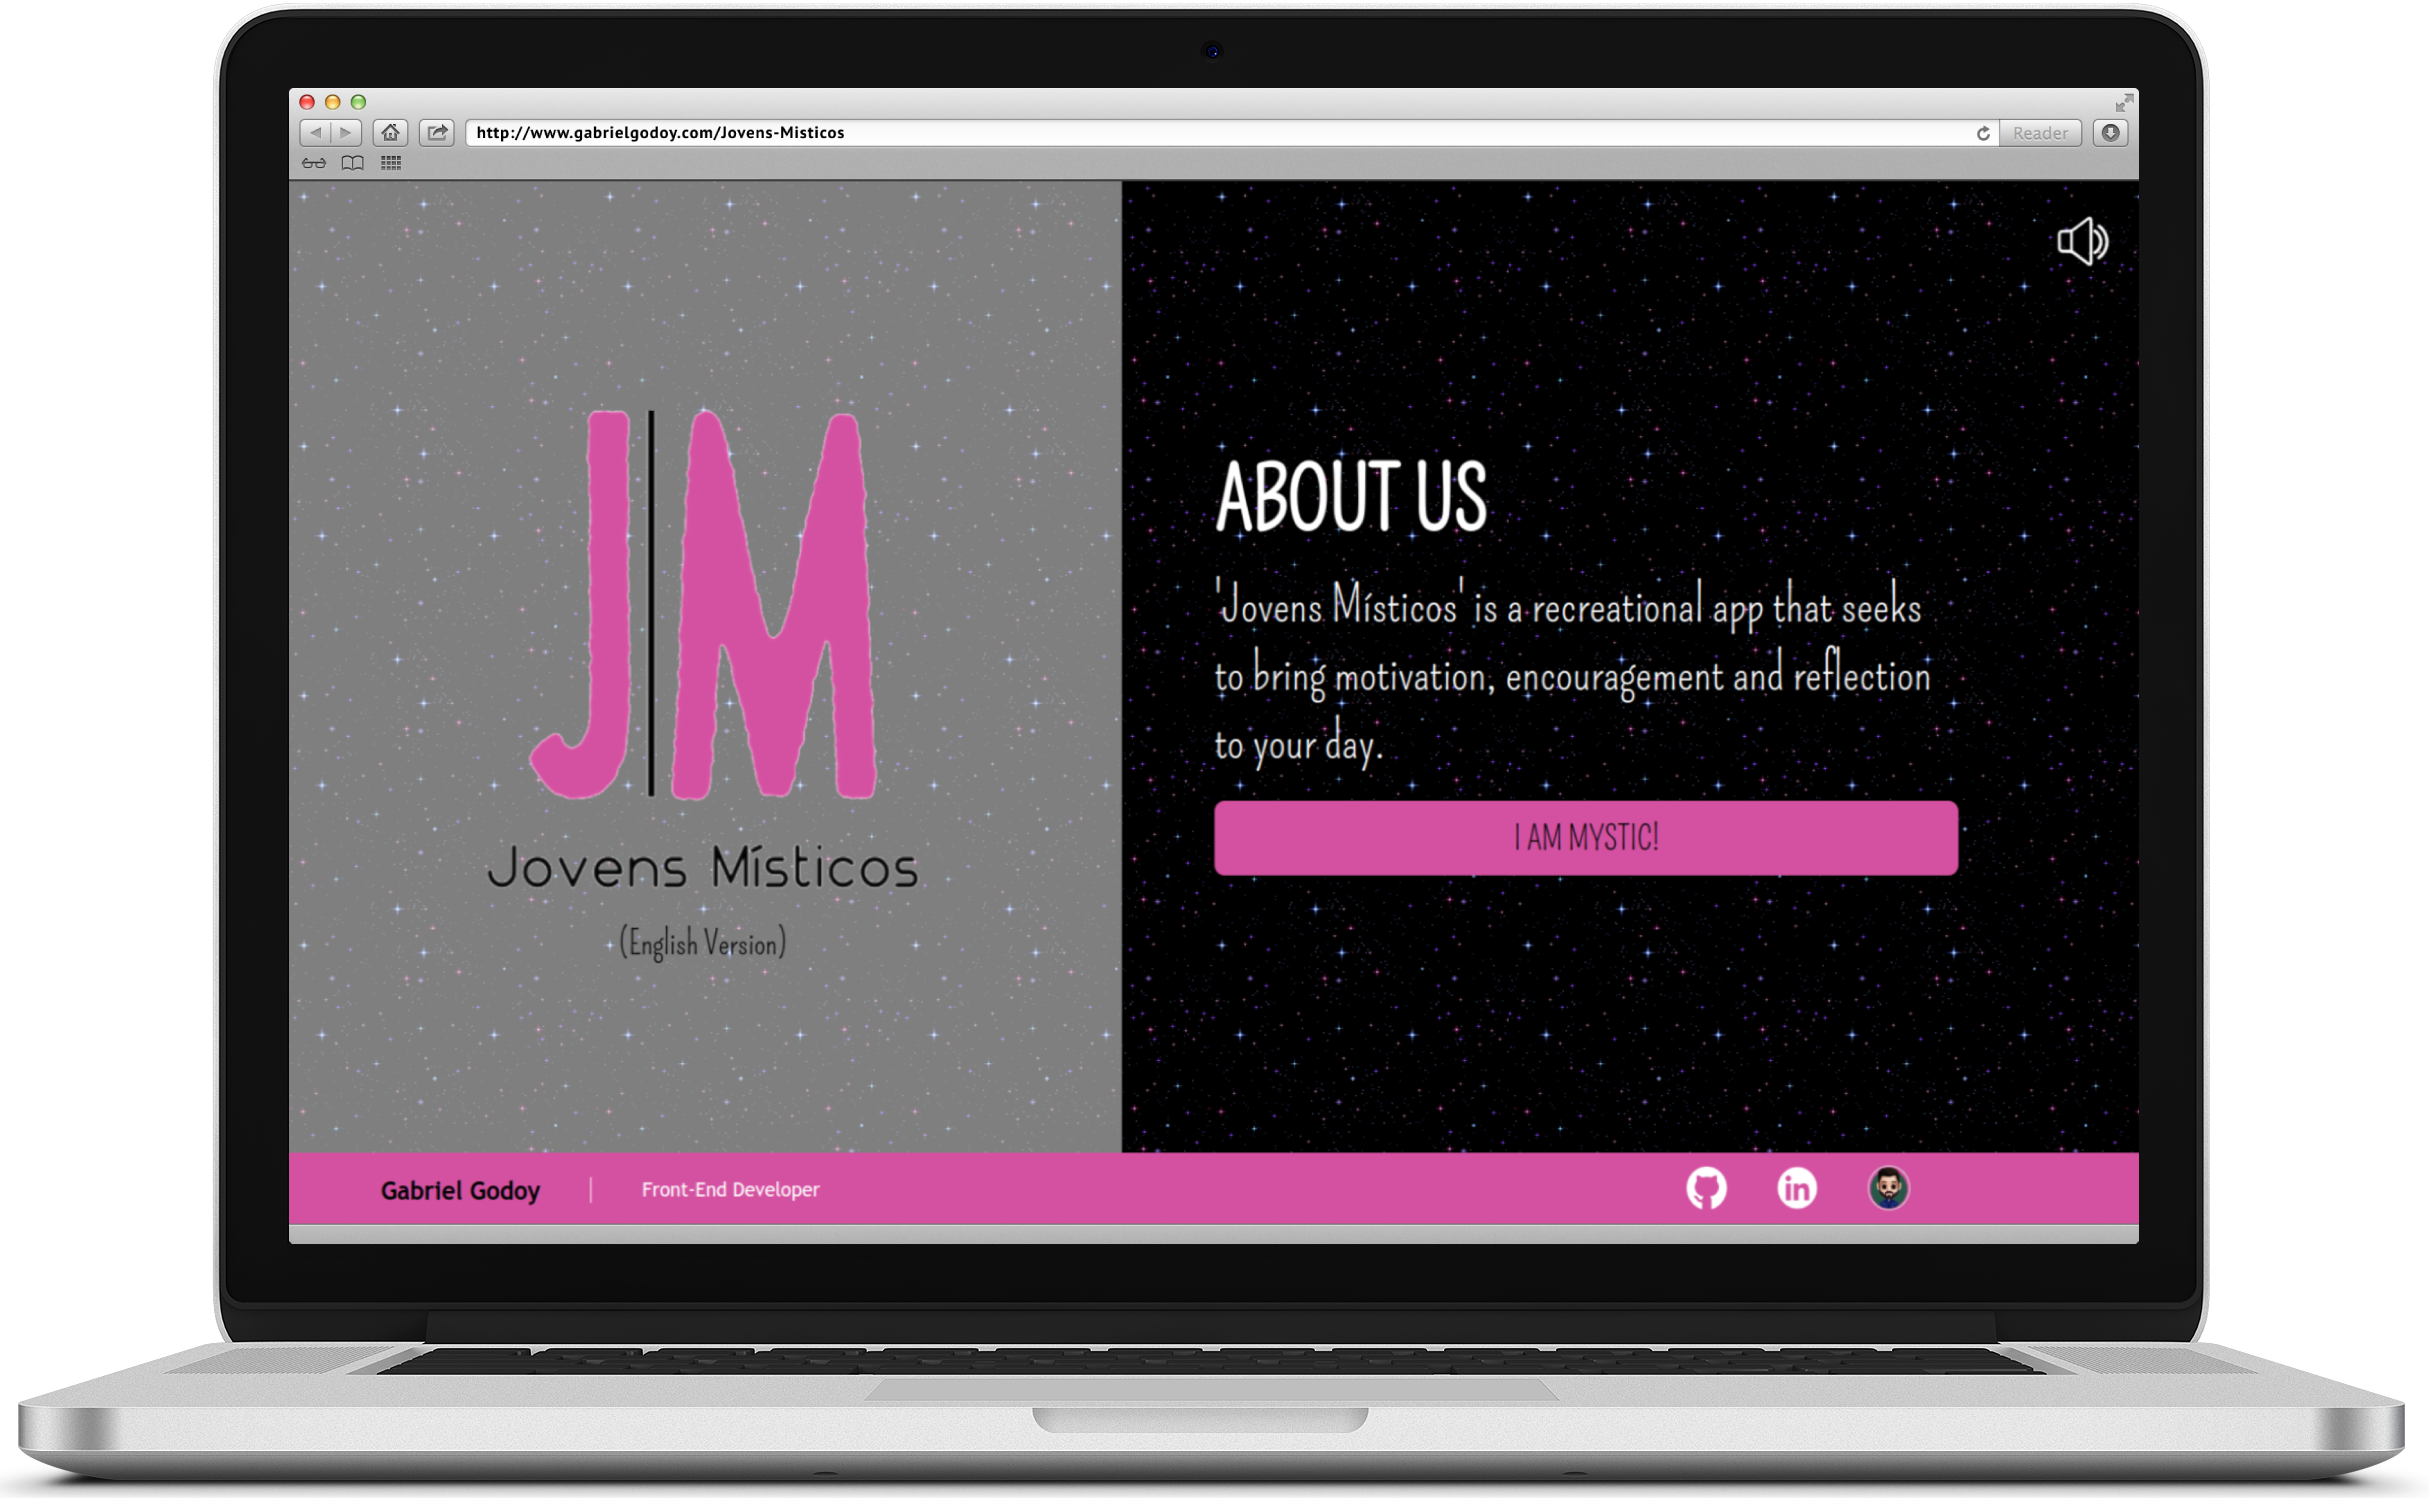 http://www.gabrielgodoy.com/Jovens-Misticos
Reader
JM
Jovens Místicos
(English Version)
ABOUT US
'Jovens Místicos' is a recreational app that seeks
to bring motivation, encouragement and reflection
to your day.
I AM MYSTIC!
Gabriel Godoy
Front-End Developer
in